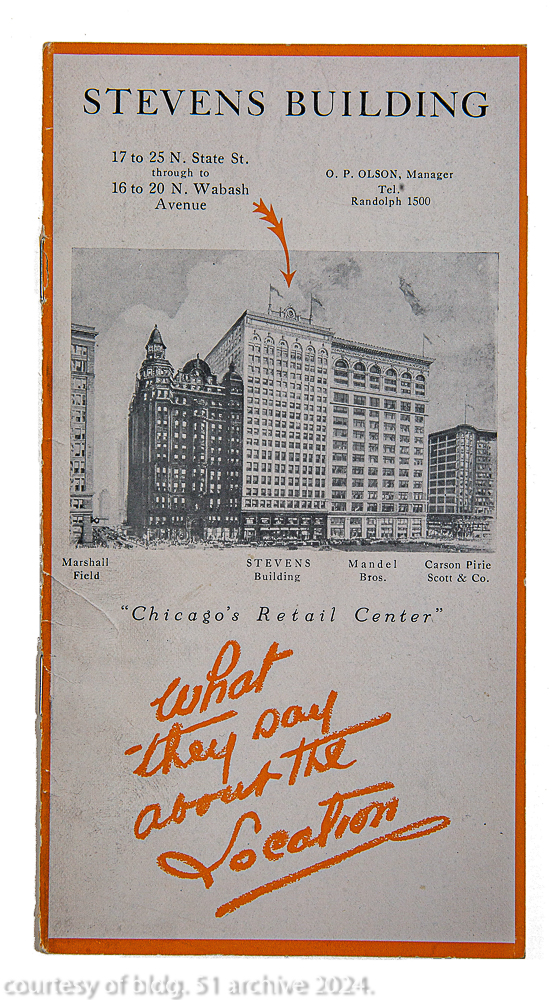 STEVENS BUILDING
17 to 25 N. State St.
through to
16 to 20 N. Wabash
Avenue
O. P. OLSON, Manager
Tel.
Randolph 1500
Marshall
Field
STEVENS
Building
Mandel
Bros.
Carson Pirie
Scott & Co.
"Chicago's Retail Center"
What
they say
about the
Location
courtesy of bldg. 51 archive 2024.